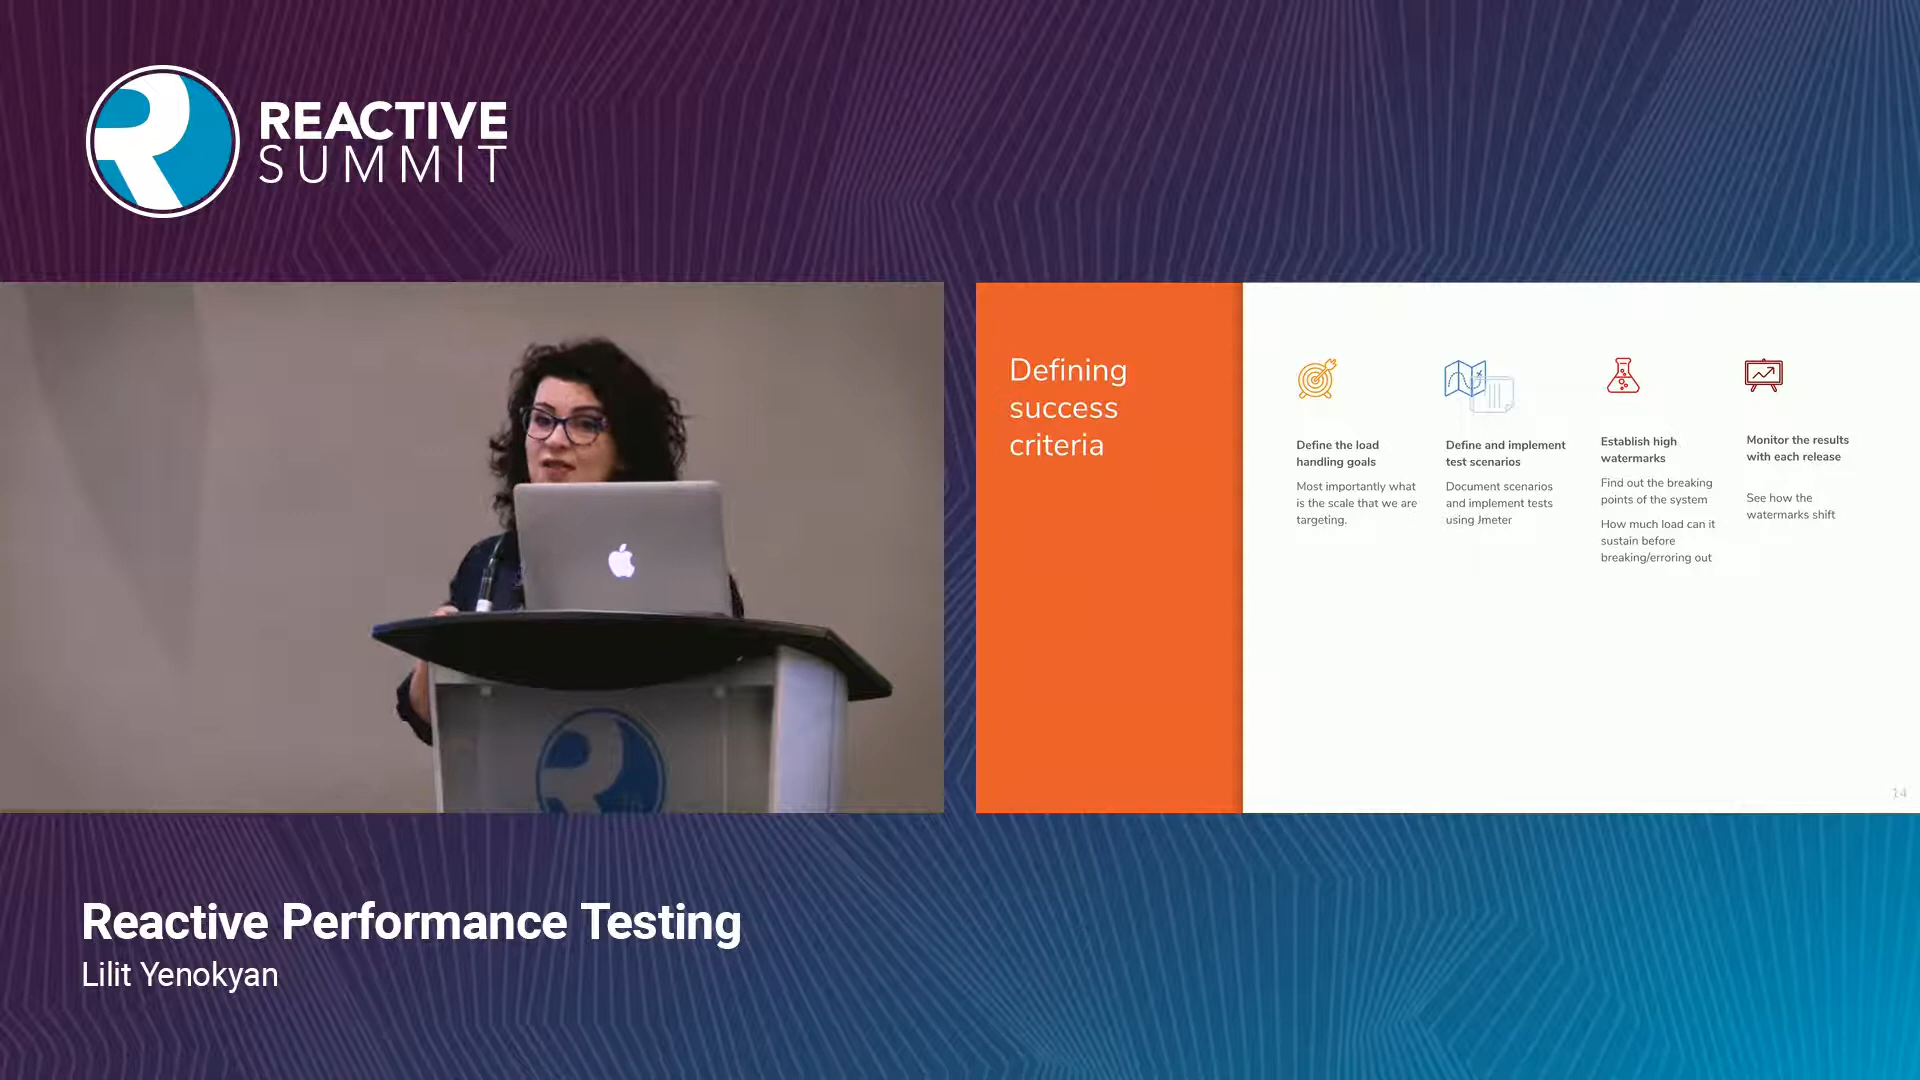 REACTIVE
SUMMIT
Defining
success
criteria
Define the load
handling goals
Most importantly what
is the scale that we are
targeting.
Define and implement
test scenarios
Document scenarios
and implement tests
using Jmeter
Establish high
watermarks
Find out the breaking
points of the system
How much load can it
sustain before
breaking/erroring out
Monitor the results
with each release
See how the
watermarks shift
14
Reactive Performance Testing
Lilit Yenokyan